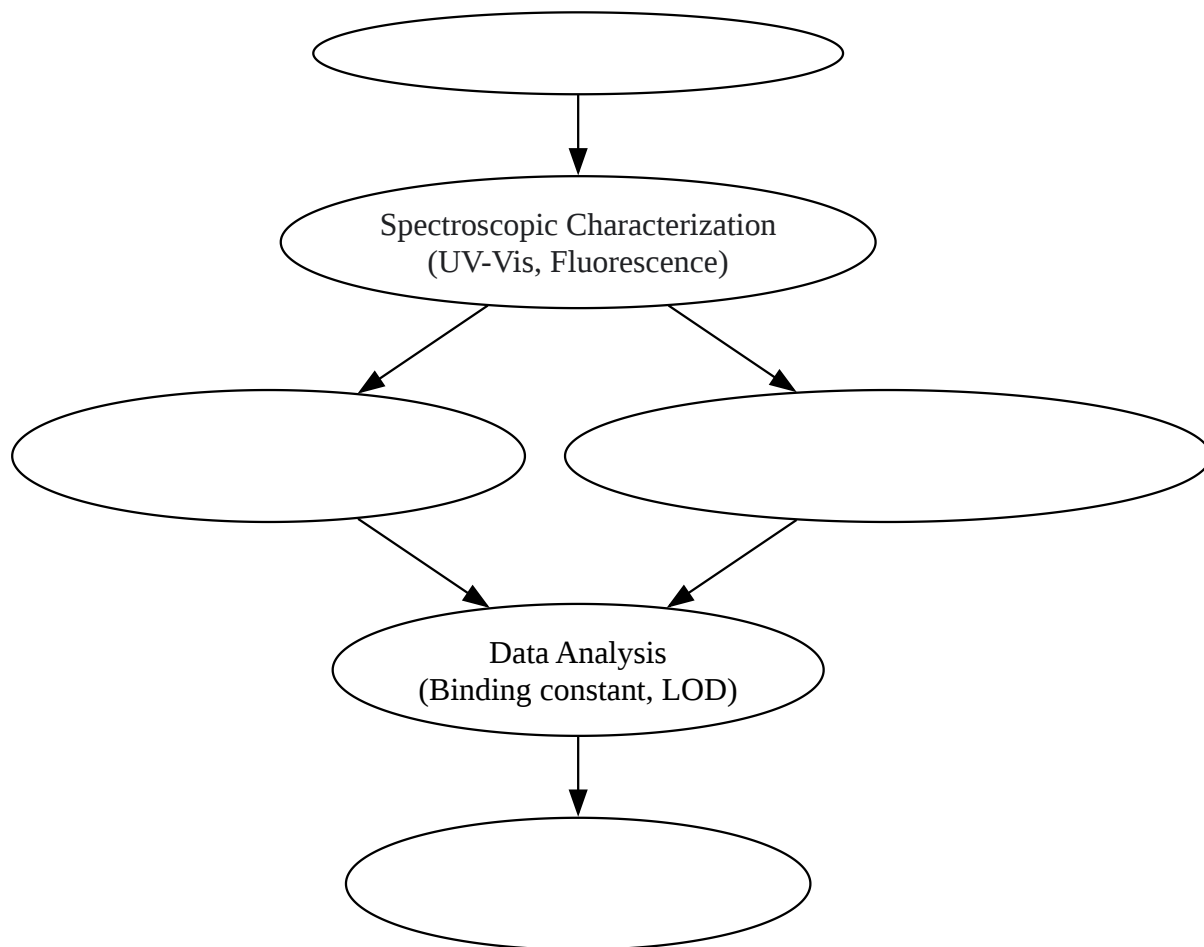 Spectroscopic Characterization
(UV-Vis, Fluorescence)
Data Analysis
(Binding constant, LOD)